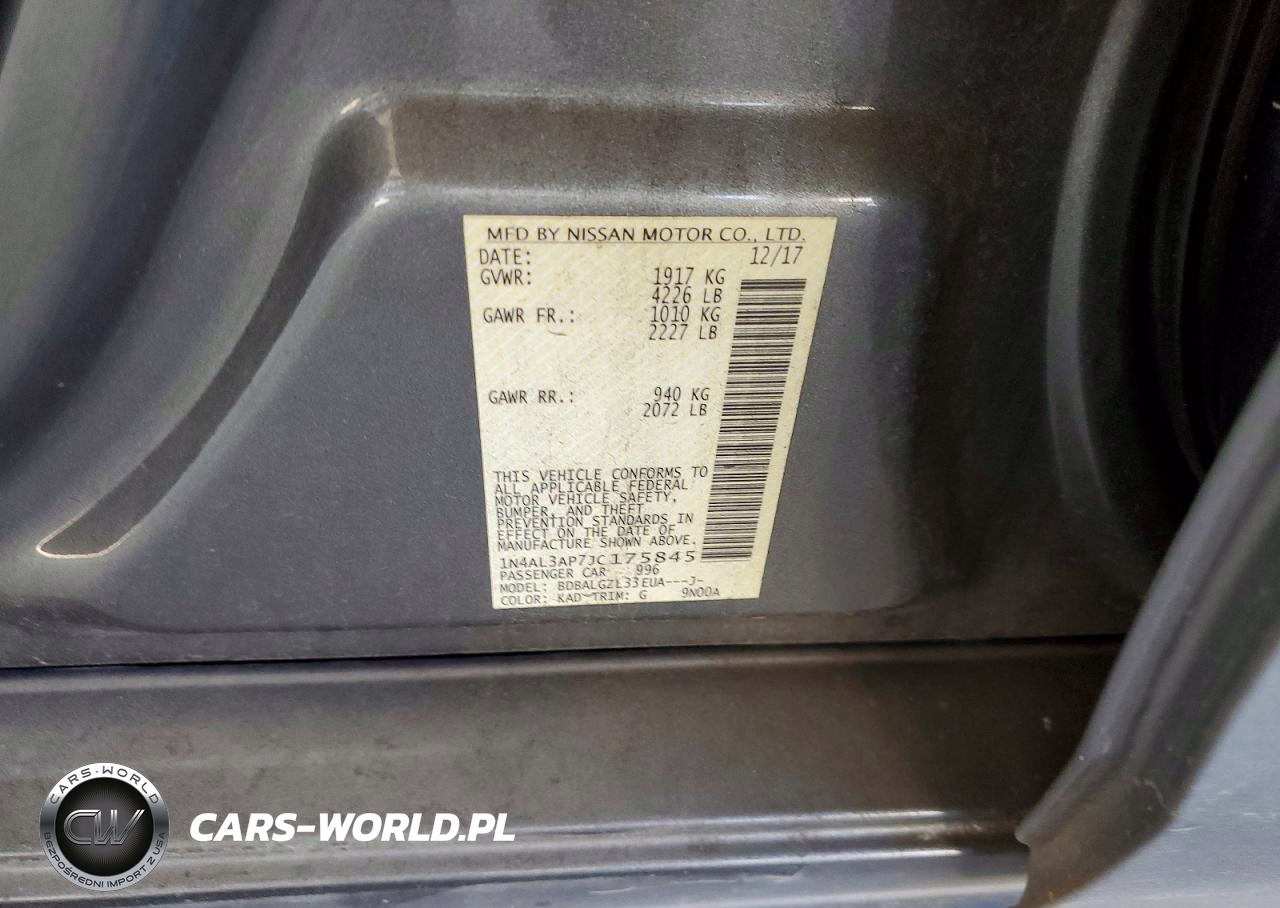 MFD BY NISSAN MOTOR CO., LTD.
DATE: 12/17
GVWR: 1917 KG
4226 LB
GAWR FR.: 1010 KG
2227 LB
GAWR RR.: 940 KG
2072 LB
THIS VEHICLE CONFORMS TO
ALL APPLICABLE FEDERAL
MOTOR VEHICLE SAFETY,
BUMPER, AND THEFT
PREVENTION STANDARDS IN
EFFECT ON THE DATE OF
MANUFACTURE SHOWN ABOVE.
1N4AL3AP7JC175845
PASSENGER CAR 996
MODEL: BDBALGZL33EUA---J-
COLOR: KAD TRIM: G 9N00A
CARS-WORLD
CW
BEZPOŚREDNI IMPORT Z USA
CARS-WORLD.PL